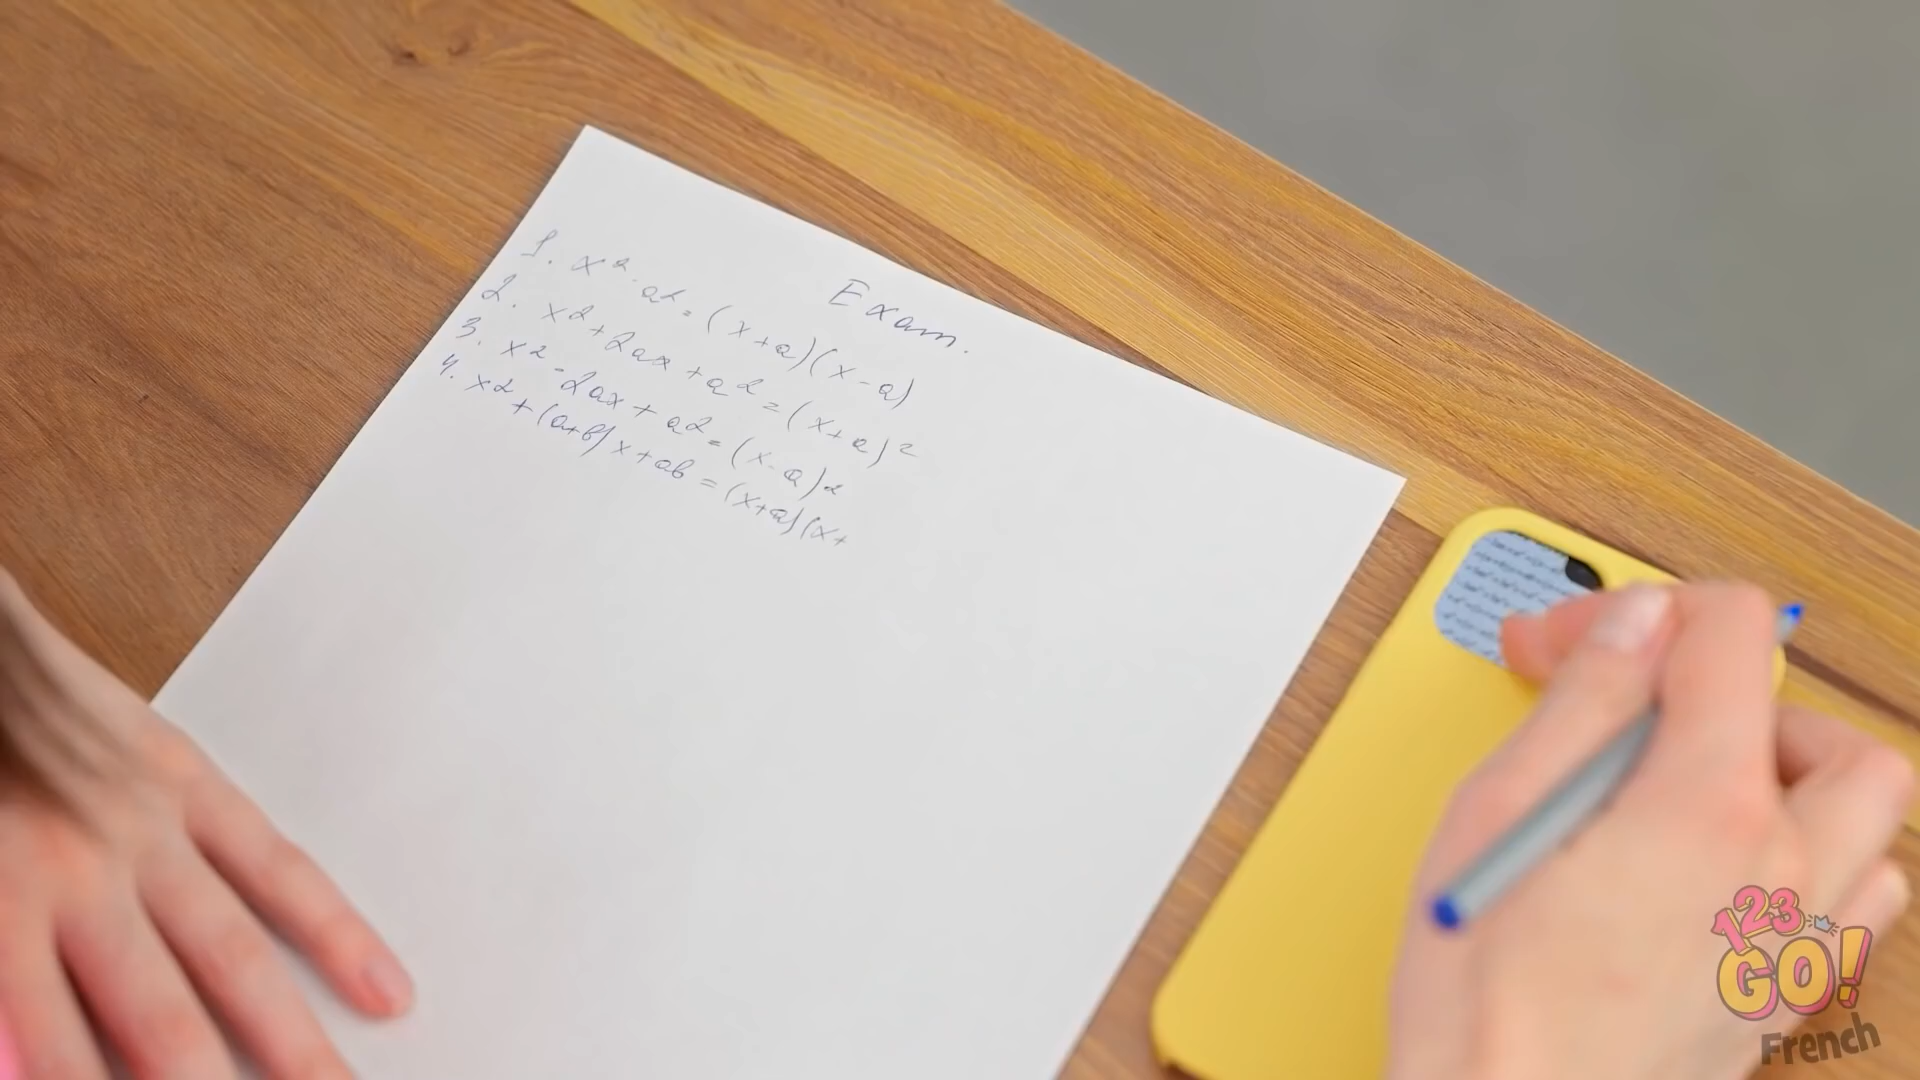 Exam.
1. x² - a² = (x+a)(x-a)
2. x² + 2ax + a² = (x+a)²
3. x² - 2ax + a² = (x-a)²
4. x² + (a+b)x + ab = (x+a)(x+
123
GO!
French